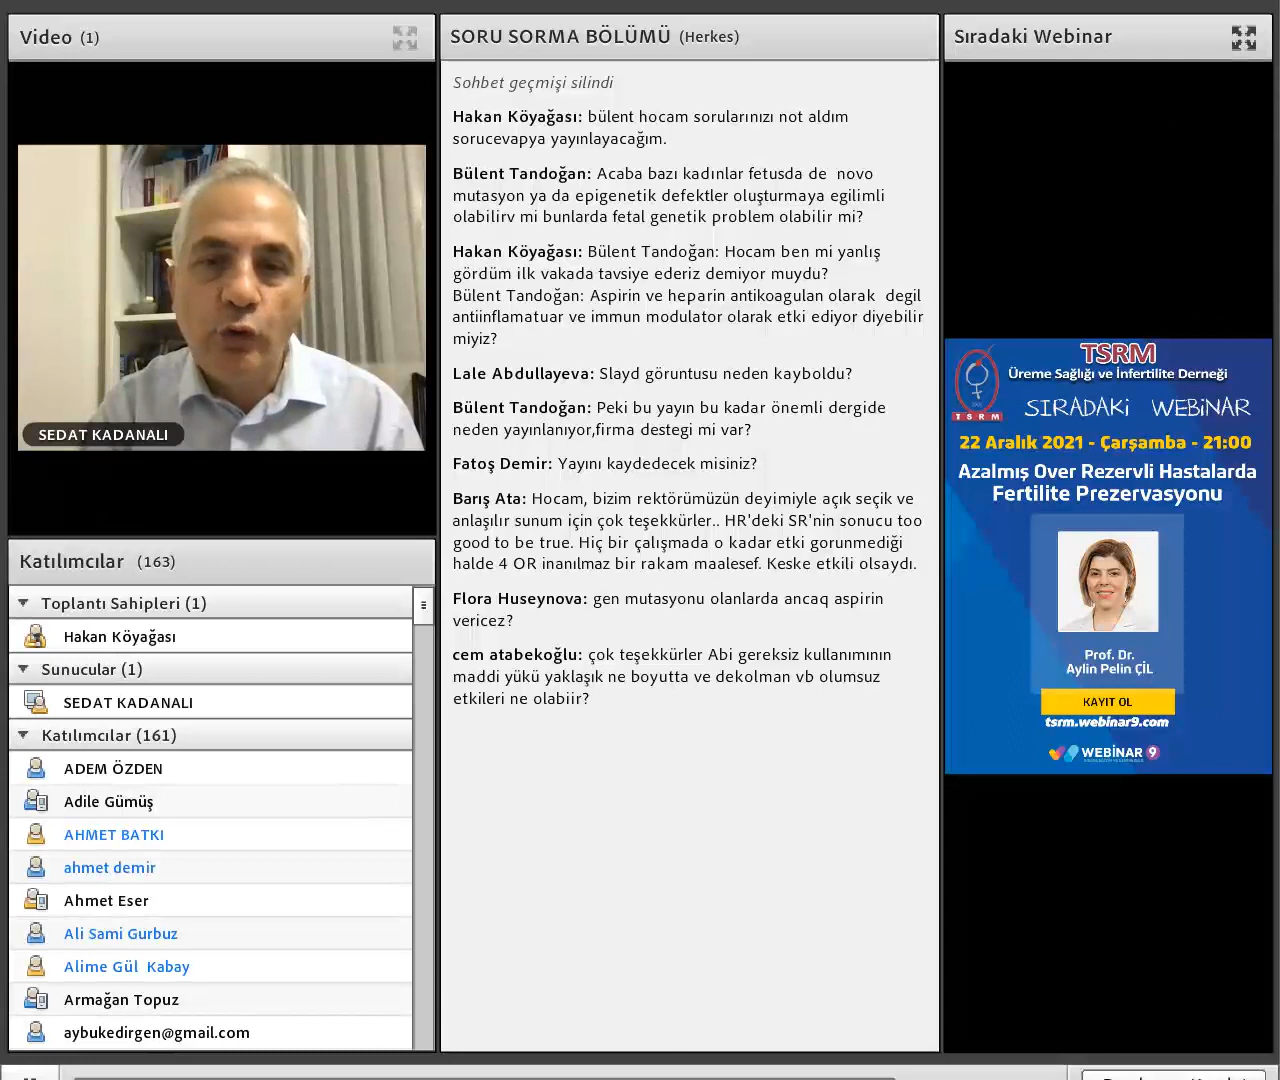 Video (1)
SEDAT KADANALI
Katılımcılar (163)
Toplantı Sahipleri (1)
Hakan Köyağası
Sunucular (1)
SEDAT KADANALI
Katılımcılar (161)
ADEM ÖZDEN
Adile Gümüş
AHMET BATKI
ahmet demir
Ahmet Eser
Ali Sami Gurbuz
Alime Gül Kabay
Armağan Topuz
aybukedirgen@gmail.com
SORU SORMA BÖLÜMÜ (Herkes)
Sohbet geçmişi silindi
Hakan Köyağası: bülent hocam sorularınızı not aldım
sorucevapya yayınlayacağım.
Bülent Tandoğan: Acaba bazı kadınlar fetusda de novo
mutasyon ya da epigenetik defektler oluşturmaya egilimli
olabilirv mi bunlarda fetal genetik problem olabilir mi?
Hakan Köyağası: Bülent Tandoğan: Hocam ben mi yanlış
gördüm ilk vakada tavsiye ederiz demiyor muydu?
Bülent Tandoğan: Aspirin ve heparin antikoagulan olarak degil
antiinflamatuar ve immun modulator olarak etki ediyor diyebilir
miyiz?
Lale Abdullayeva: Slayd göruntusu neden kayboldu?
Bülent Tandoğan: Peki bu yayın bu kadar önemli dergide
neden yayınlanıyor,firma destegi mi var?
Fatoş Demir: Yayını kaydedecek misiniz?
Barış Ata: Hocam, bizim rektörümüzün deyimiyle açık seçik ve
anlaşılır sunum için çok teşekkürler.. HR'deki SR'nin sonucu too
good to be true. Hiç bir çalışmada o kadar etki gorunmediği
halde 4 OR inanılmaz bir rakam maalesef. Keske etkili olsaydı.
Flora Huseynova: gen mutasyonu olanlarda ancaq aspirin
vericez?
cem atabekoğlu: çok teşekkürler Abi gereksiz kullanımının
maddi yükü yaklaşık ne boyutta ve dekolman vb olumsuz
etkileri ne olabiir?
Sıradaki Webinar
TSRM
Üreme Sağlığı ve İnfertilite Derneği
TSRM
SIRADAKİ WEBİNAR
22 Aralık 2021 - Çarşamba - 21:00
Azalmış Over Rezervli Hastalarda
Fertilite Prezervasyonu
Prof. Dr.
Aylin Pelin ÇİL
KAYIT OL
tsrm.webinar9.com
WEBİNAR 9